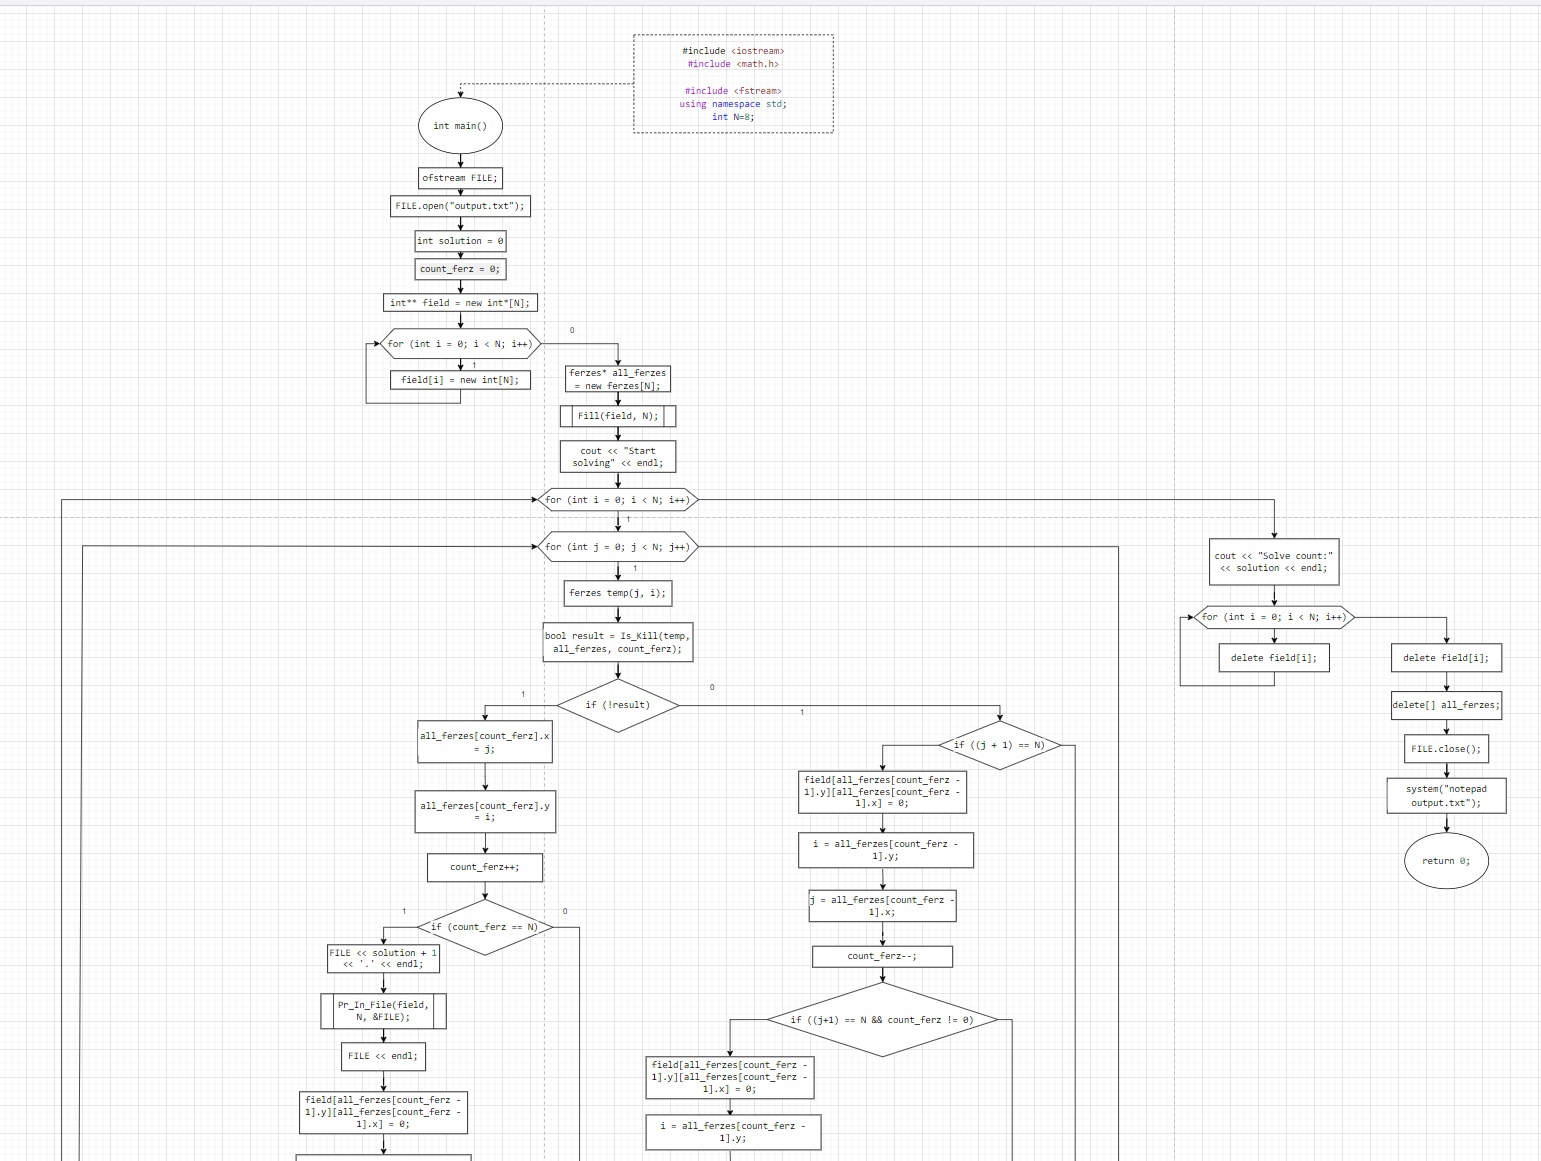 #include <iostream>
#include <math.h>
#include <fstream>
using namespace std;
int N=8;
int main()
ofstream FILE;
FILE.open("output.txt");
int solution = 0
count_ferz = 0;
int** field = new int*[N];
for (int i = 0; i < N; i++)
0
1
field[i] = new int[N];
ferzes* all_ferzes
= new ferzes[N];
Fill(field, N);
cout << "Start
solving" << endl;
for (int i = 0; i < N; i++)
1
for (int j = 0; j < N; j++)
1
ferzes temp(j, i);
bool result = Is_Kill(temp,
all_ferzes, count_ferz);
if (!result)
1
0
1
all_ferzes[count_ferz].x
= j;
all_ferzes[count_ferz].y
= i;
count_ferz++;
if (count_ferz == N)
1
0
FILE << solution + 1
<< '.' << endl;
Pr_In_File(field,
N, &FILE);
FILE << endl;
field[all_ferzes[count_ferz -
1].y][all_ferzes[count_ferz -
1].x] = 0;
if ((j + 1) == N)
field[all_ferzes[count_ferz -
1].y][all_ferzes[count_ferz -
1].x] = 0;
i = all_ferzes[count_ferz -
1].y;
j = all_ferzes[count_ferz -
1].x;
count_ferz--;
if ((j+1) == N && count_ferz != 0)
field[all_ferzes[count_ferz -
1].y][all_ferzes[count_ferz -
1].x] = 0;
i = all_ferzes[count_ferz -
1].y;
cout << "Solve count:"
<< solution << endl;
for (int i = 0; i < N; i++)
delete field[i];
delete field[i];
delete[] all_ferzes;
FILE.close();
system("notepad
output.txt");
return 0;